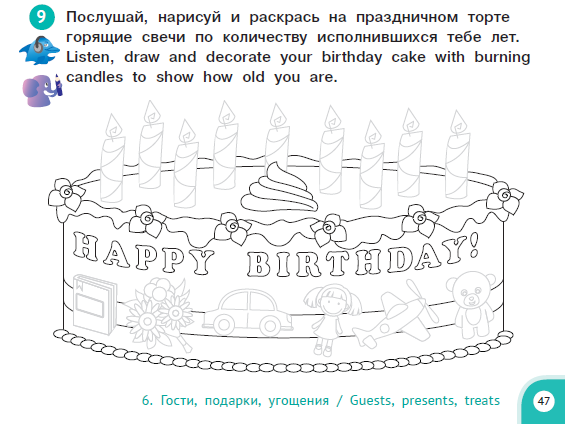 9 Послушай, нарисуй и раскрась на праздничном торте
горящие свечи по количеству исполнившихся тебе лет.
Listen, draw and decorate your birthday cake with burning
candles to show how old you are.
HAPPY BIRTHDAY!
6. Гости, подарки, угощения / Guests, presents, treats
47